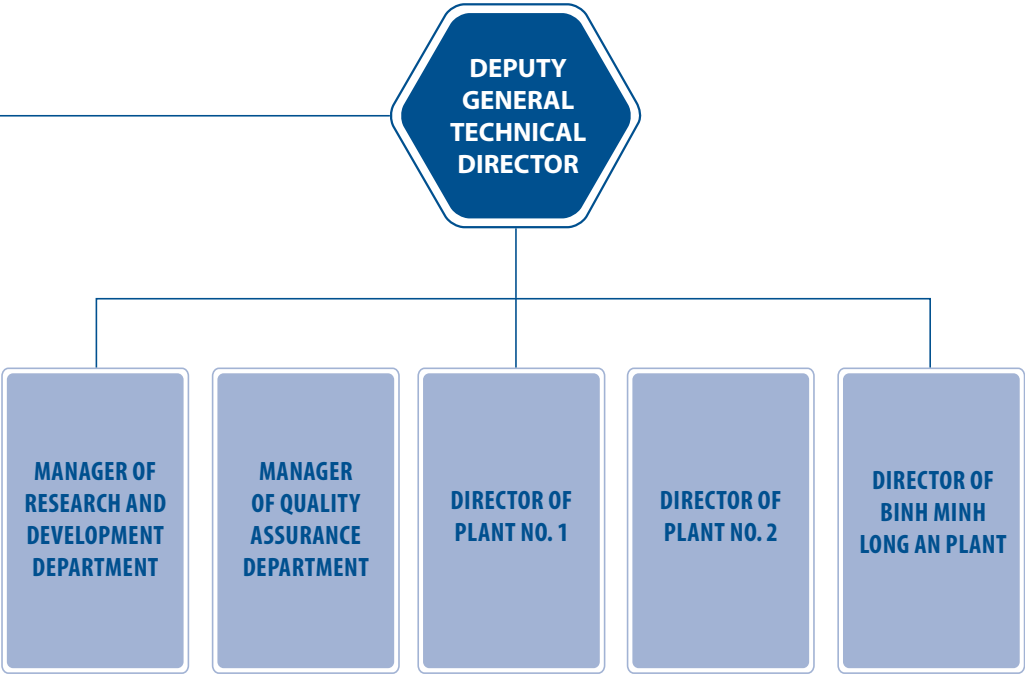 DEPUTY
GENERAL
TECHNICAL
DIRECTOR
MANAGER OF
RESEARCH AND
DEVELOPMENT
DEPARTMENT
MANAGER
OF QUALITY
ASSURANCE
DEPARTMENT
DIRECTOR OF
PLANT NO. 1
DIRECTOR OF
PLANT NO. 2
DIRECTOR OF
BINH MINH
LONG AN PLANT